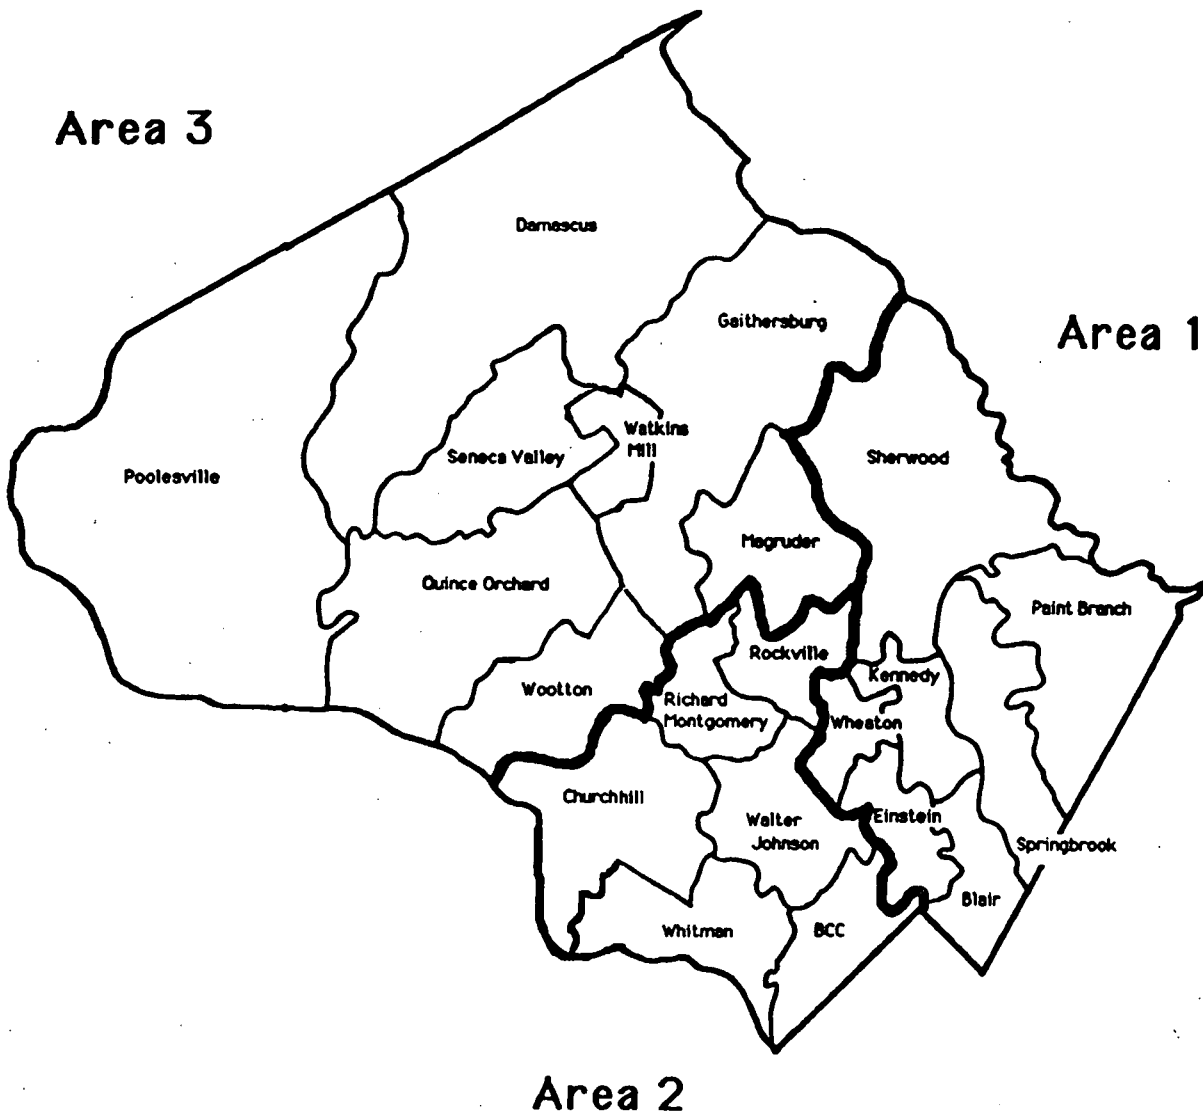 Area 3
Damascus
Gaithersburg
Area 1
Watkins
Mill
Seneca Valley
Sherwood
Poolesville
Magruder
Quince Orchard
Paint Branch
Rockville
Kennedy
Wootton
Richard
Montgomery
Wheaton
Churchhill
Walter
Johnson
Einstein
Springbrook
Blair
Whitman
BCC
Area 2